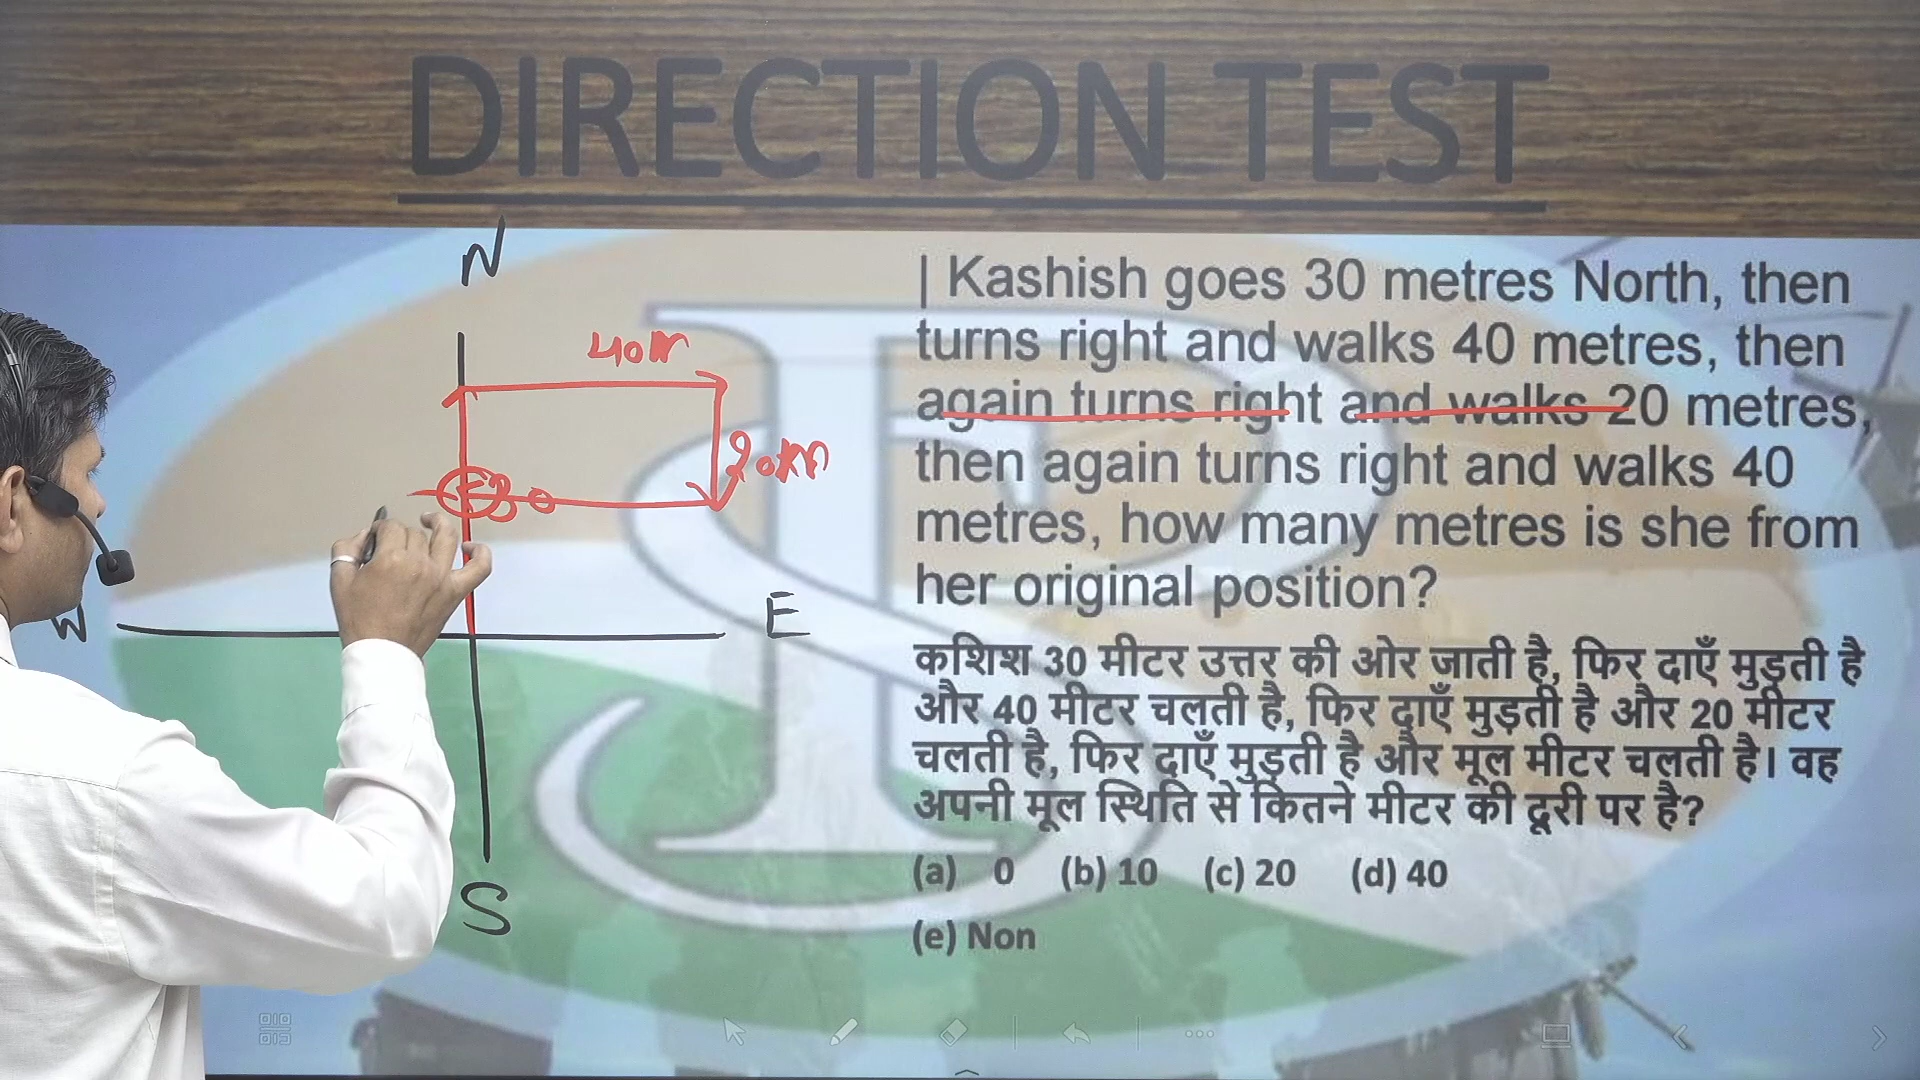 DIRECTION TEST
N
| Kashish goes 30 metres North, then
turns right and walks 40 metres, then
again turns right and walks 20 metres,
then again turns right and walks 40
metres, how many metres is she from
her original position?
40m
20m
30
W
E
S
कशिश 30 मीटर उत्तर की ओर जाती है, फिर दाएँ मुड़ती है
और 40 मीटर चलती है, फिर दाएँ मुड़ती है और 20 मीटर
चलती है, फिर दाएँ मुड़ती है और मूल मीटर चलती है। वह
अपनी मूल स्थिति से कितने मीटर की दूरी पर है?
(a) 0 (b) 10 (c) 20 (d) 40
(e) Non